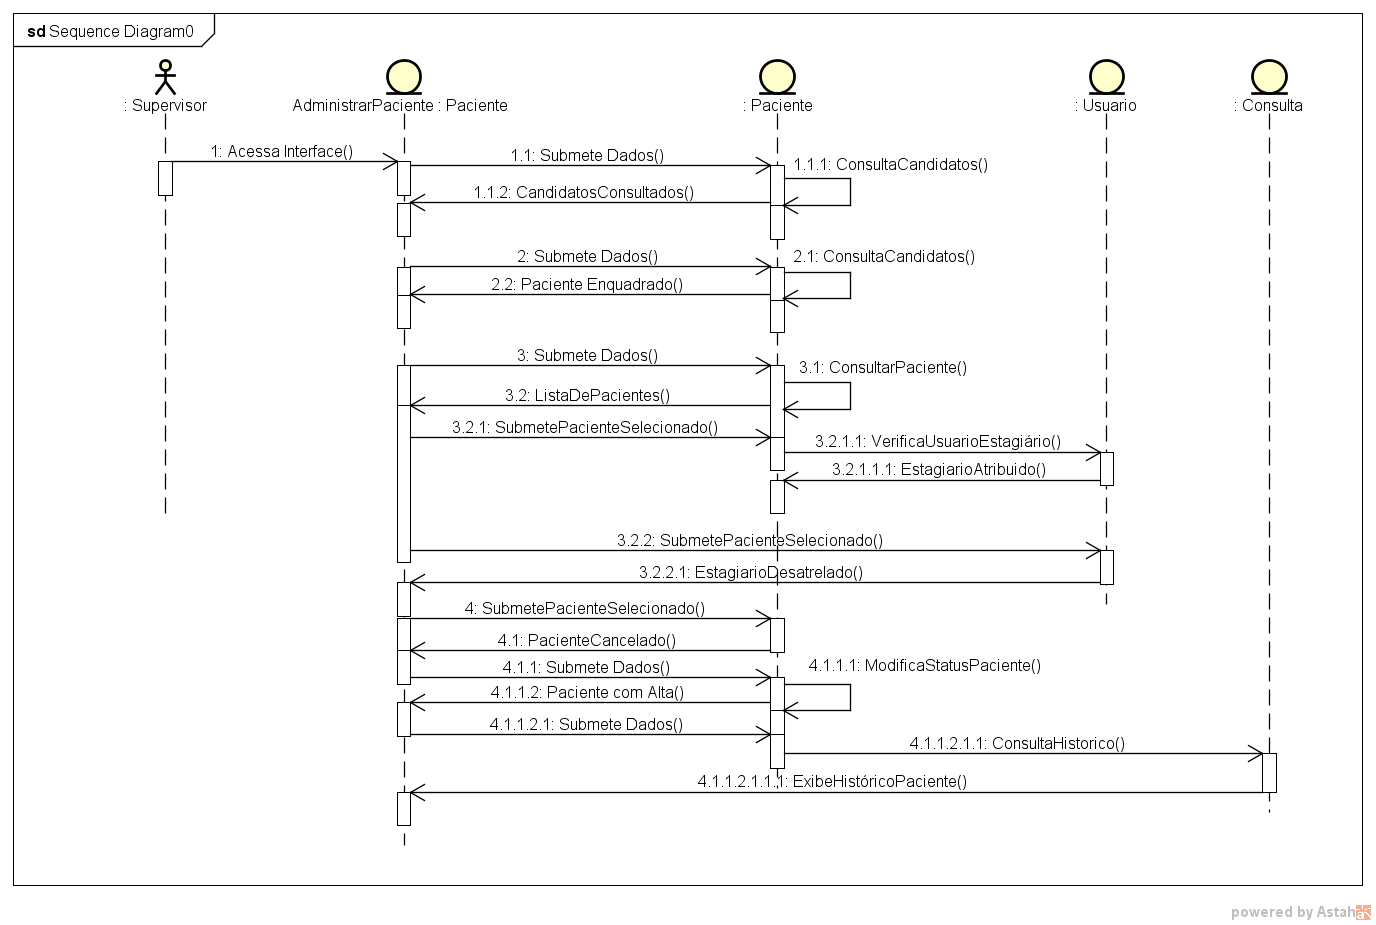 sd Sequence Diagram0
: Supervisor
AdministrarPaciente : Paciente
: Paciente
: Usuario
: Consulta
1: Acessa Interface()
1.1: Submete Dados()
1.1.1: ConsultaCandidatos()
1.1.2: CandidatosConsultados()
2: Submete Dados()
2.1: ConsultaCandidatos()
2.2: Paciente Enquadrado()
3: Submete Dados()
3.1: ConsultarPaciente()
3.2: ListaDePacientes()
3.2.1: SubmetePacienteSelecionado()
3.2.1.1: VerificaUsuarioEstagiário()
3.2.1.1.1: EstagiarioAtribuido()
3.2.2: SubmetePacienteSelecionado()
3.2.2.1: EstagiarioDesatrelado()
4: SubmetePacienteSelecionado()
4.1: PacienteCancelado()
4.1.1: Submete Dados()
4.1.1.1: ModificaStatusPaciente()
4.1.1.2: Paciente com Alta()
4.1.1.2.1: Submete Dados()
4.1.1.2.1.1: ConsultaHistorico()
4.1.1.2.1.1.1: ExibeHistóricoPaciente()
powered by Astah